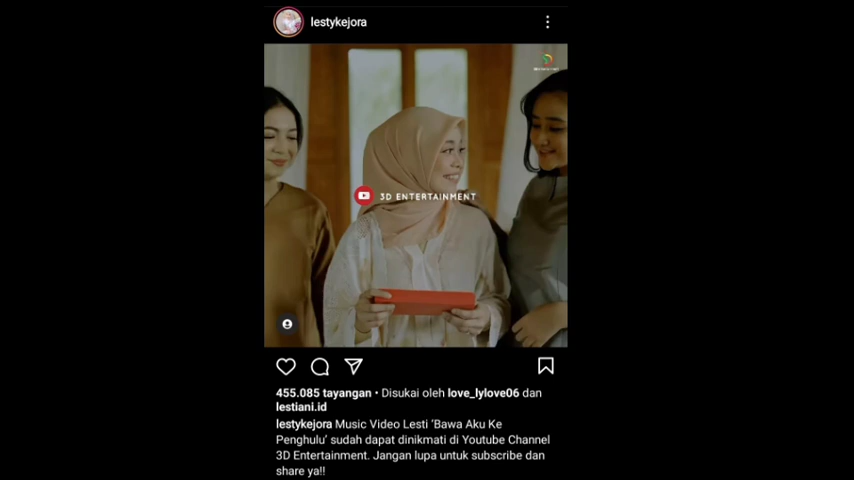 lestykejora
3D ENTERTAINMENT
455.085 tayangan • Disukai oleh love_lylove06 dan
lestiani.id
lestykejora Music Video Lesti ‘Bawa Aku Ke
Penghulu’ sudah dapat dinikmati di Youtube Channel
3D Entertainment. Jangan lupa untuk subscribe dan
share ya!!